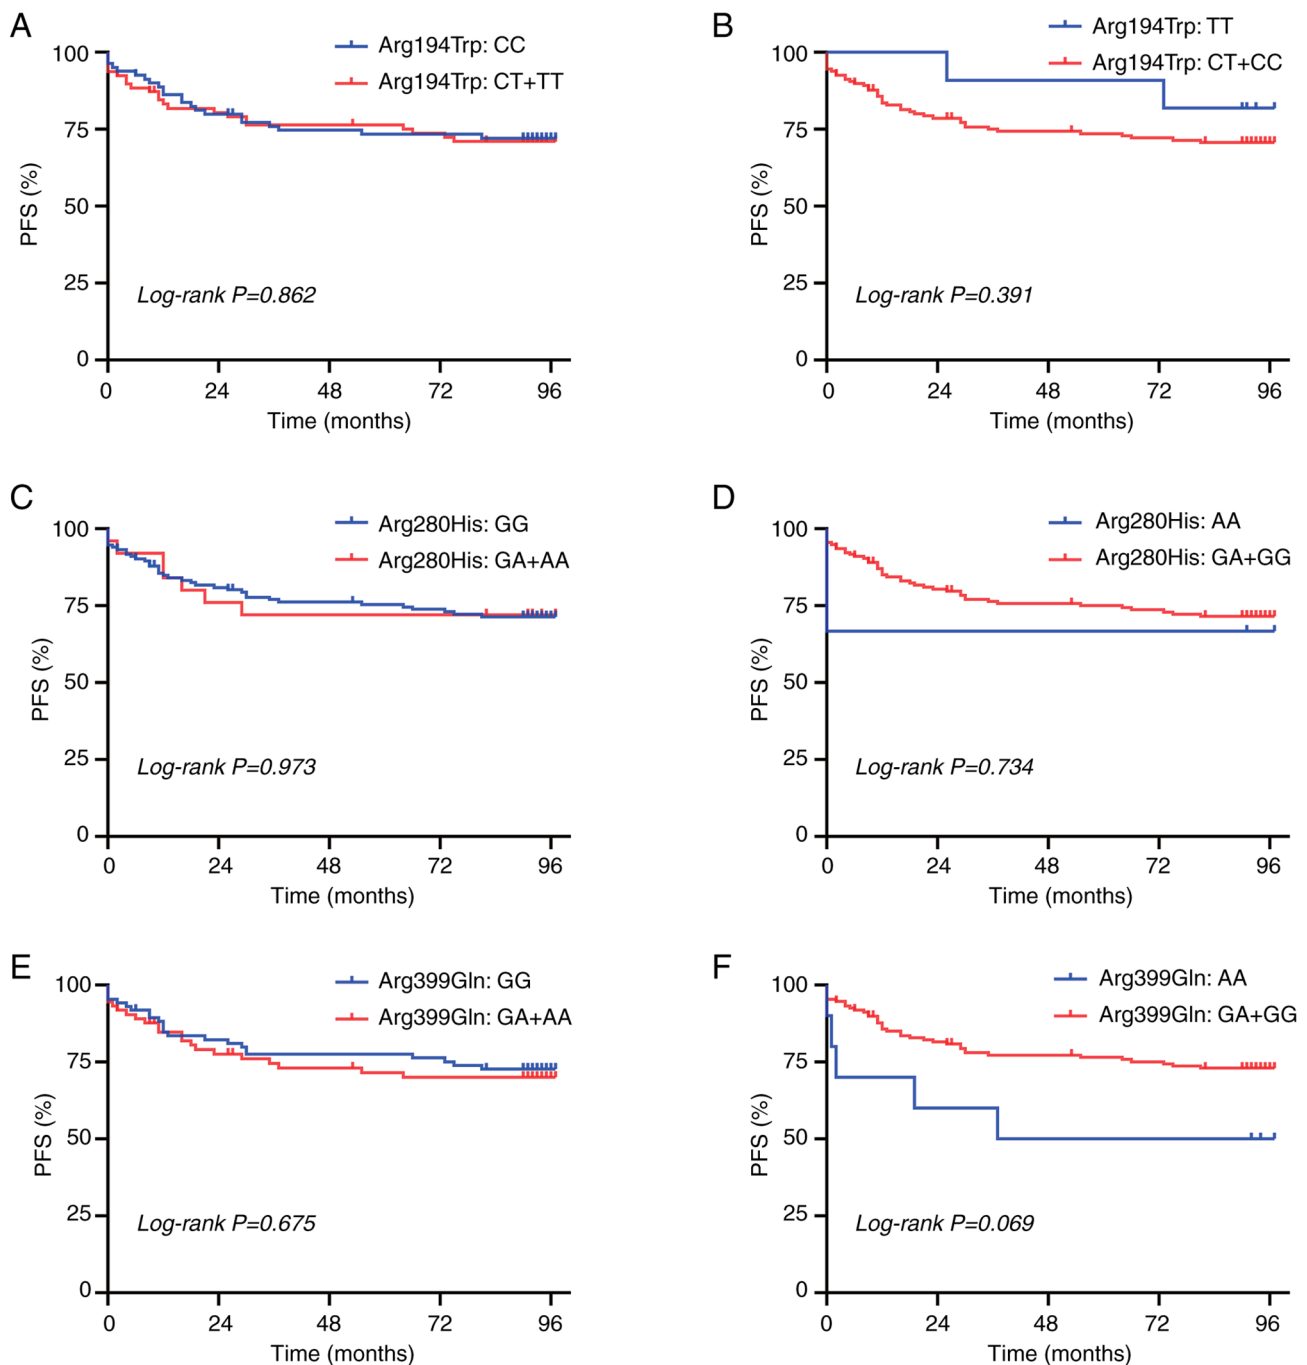 A
Arg194Trp: CC
Arg194Trp: CT+TT
100
75
50
25
0
PFS (%)
Log-rank P=0.862
0 24 48 72 96
Time (months)
B
Arg194Trp: TT
Arg194Trp: CT+CC
100
75
50
25
0
PFS (%)
Log-rank P=0.391
0 24 48 72 96
Time (months)
C
Arg280His: GG
Arg280His: GA+AA
100
75
50
25
0
PFS (%)
Log-rank P=0.973
0 24 48 72 96
Time (months)
D
Arg280His: AA
Arg280His: GA+GG
100
75
50
25
0
PFS (%)
Log-rank P=0.734
0 24 48 72 96
Time (months)
E
Arg399Gln: GG
Arg399Gln: GA+AA
100
75
50
25
0
PFS (%)
Log-rank P=0.675
0 24 48 72 96
Time (months)
F
Arg399Gln: AA
Arg399Gln: GA+GG
100
75
50
25
0
PFS (%)
Log-rank P=0.069
0 24 48 72 96
Time (months)